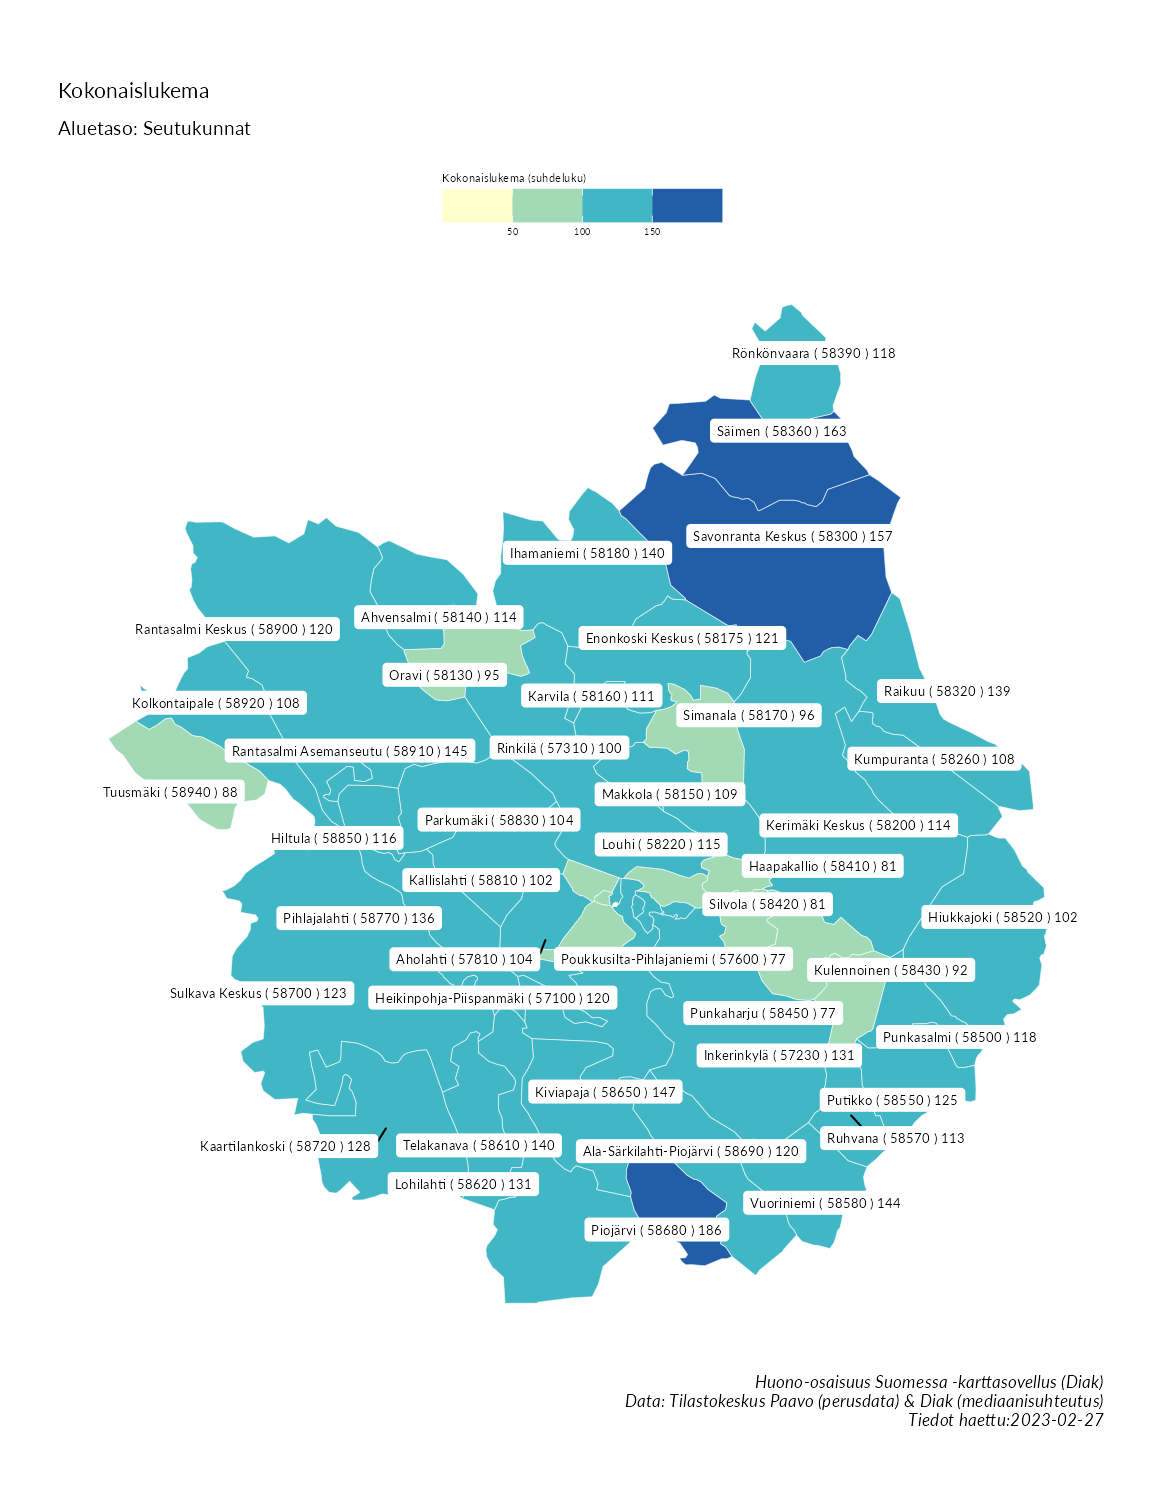 Kokonaislukema
Aluetaso: Seutukunnat
Kokonaislukema (suhdeluku)
50 100 150
Rönkönvaara ( 58390 ) 118
Säimen ( 58360 ) 163
Savonranta Keskus ( 58300 ) 157
Ihamaniemi ( 58180 ) 140
Ahvensalmi ( 58140 ) 114
Rantasalmi Keskus ( 58900 ) 120
Enonkoski Keskus ( 58175 ) 121
Oravi ( 58130 ) 95
Raikuu ( 58320 ) 139
Karvila ( 58160 ) 111
Kolkontaipale ( 58920 ) 108
Simanala ( 58170 ) 96
Rinkilä ( 57310 ) 100
Rantasalmi Asemanseutu ( 58910 ) 145
Kumpuranta ( 58260 ) 108
Tuusmäki ( 58940 ) 88
Makkola ( 58150 ) 109
Parkumäki ( 58830 ) 104
Kerimäki Keskus ( 58200 ) 114
Hiltula ( 58850 ) 116
Louhi ( 58220 ) 115
Haapakallio ( 58410 ) 81
Kallislahti ( 58810 ) 102
Silvola ( 58420 ) 81
Pihlajalahti ( 58770 ) 136
Hiukkajoki ( 58520 ) 102
Aholahti ( 57810 ) 104
Poukkusilta-Pihlajaniemi ( 57600 ) 77
Kulennoinen ( 58430 ) 92
Sulkava Keskus ( 58700 ) 123
Heikinpohja-Piispanmäki ( 57100 ) 120
Punkaharju ( 58450 ) 77
Punkasalmi ( 58500 ) 118
Inkerinkylä ( 57230 ) 131
Kiviapaja ( 58650 ) 147
Putikko ( 58550 ) 125
Ruhvana ( 58570 ) 113
Kaartilankoski ( 58720 ) 128
Telakanava ( 58610 ) 140
Ala-Särkilahti-Piojärvi ( 58690 ) 120
Lohilahti ( 58620 ) 131
Vuoriniemi ( 58580 ) 144
Piojärvi ( 58680 ) 186
Huono-osaisuus Suomessa -karttasovellus (Diak)
Data: Tilastokeskus Paavo (perusdata) & Diak (mediaanisuhteutus)
Tiedot haettu:2023-02-27